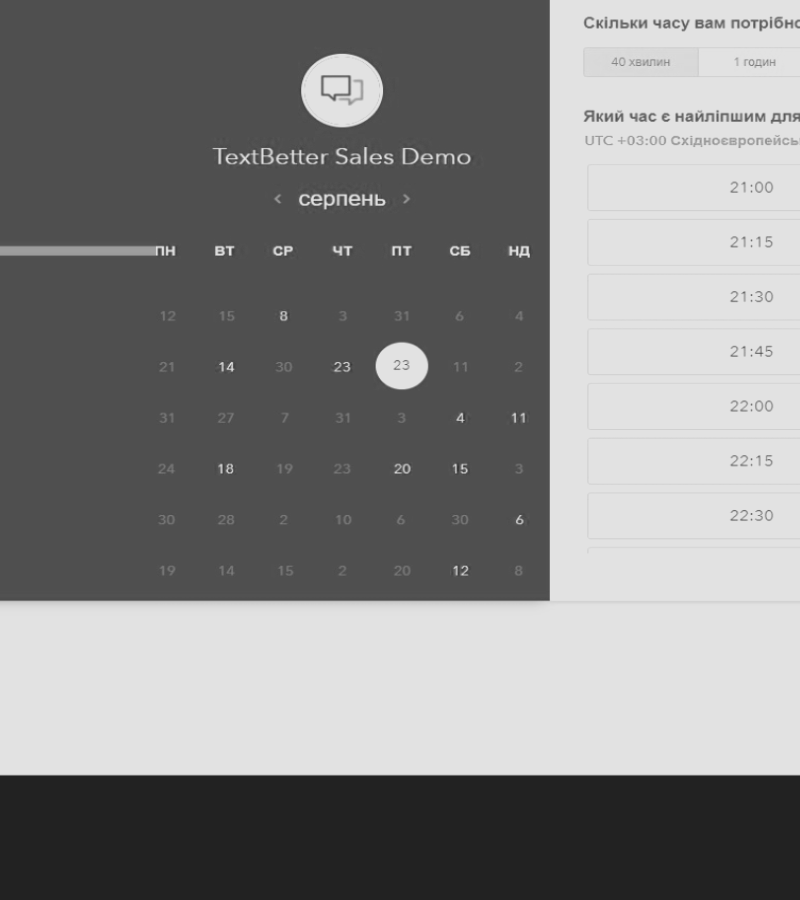 TextBetter Sales Demo
‹ серпень ›
ПН ВТ СР ЧТ ПТ СБ НД
12 15 8 3 31 6 4
21 14 30 23 23 11 2
31 27 7 31 3 4 11
24 18 19 23 20 15 3
30 28 2 10 6 30 6
19 14 15 2 20 12 8
Скільки часу вам потрібно
40 хвилин 1 годин
Який час є найліпшим для
UTC +03:00 Східноєвропейсь
21:00
21:15
21:30
21:45
22:00
22:15
22:30